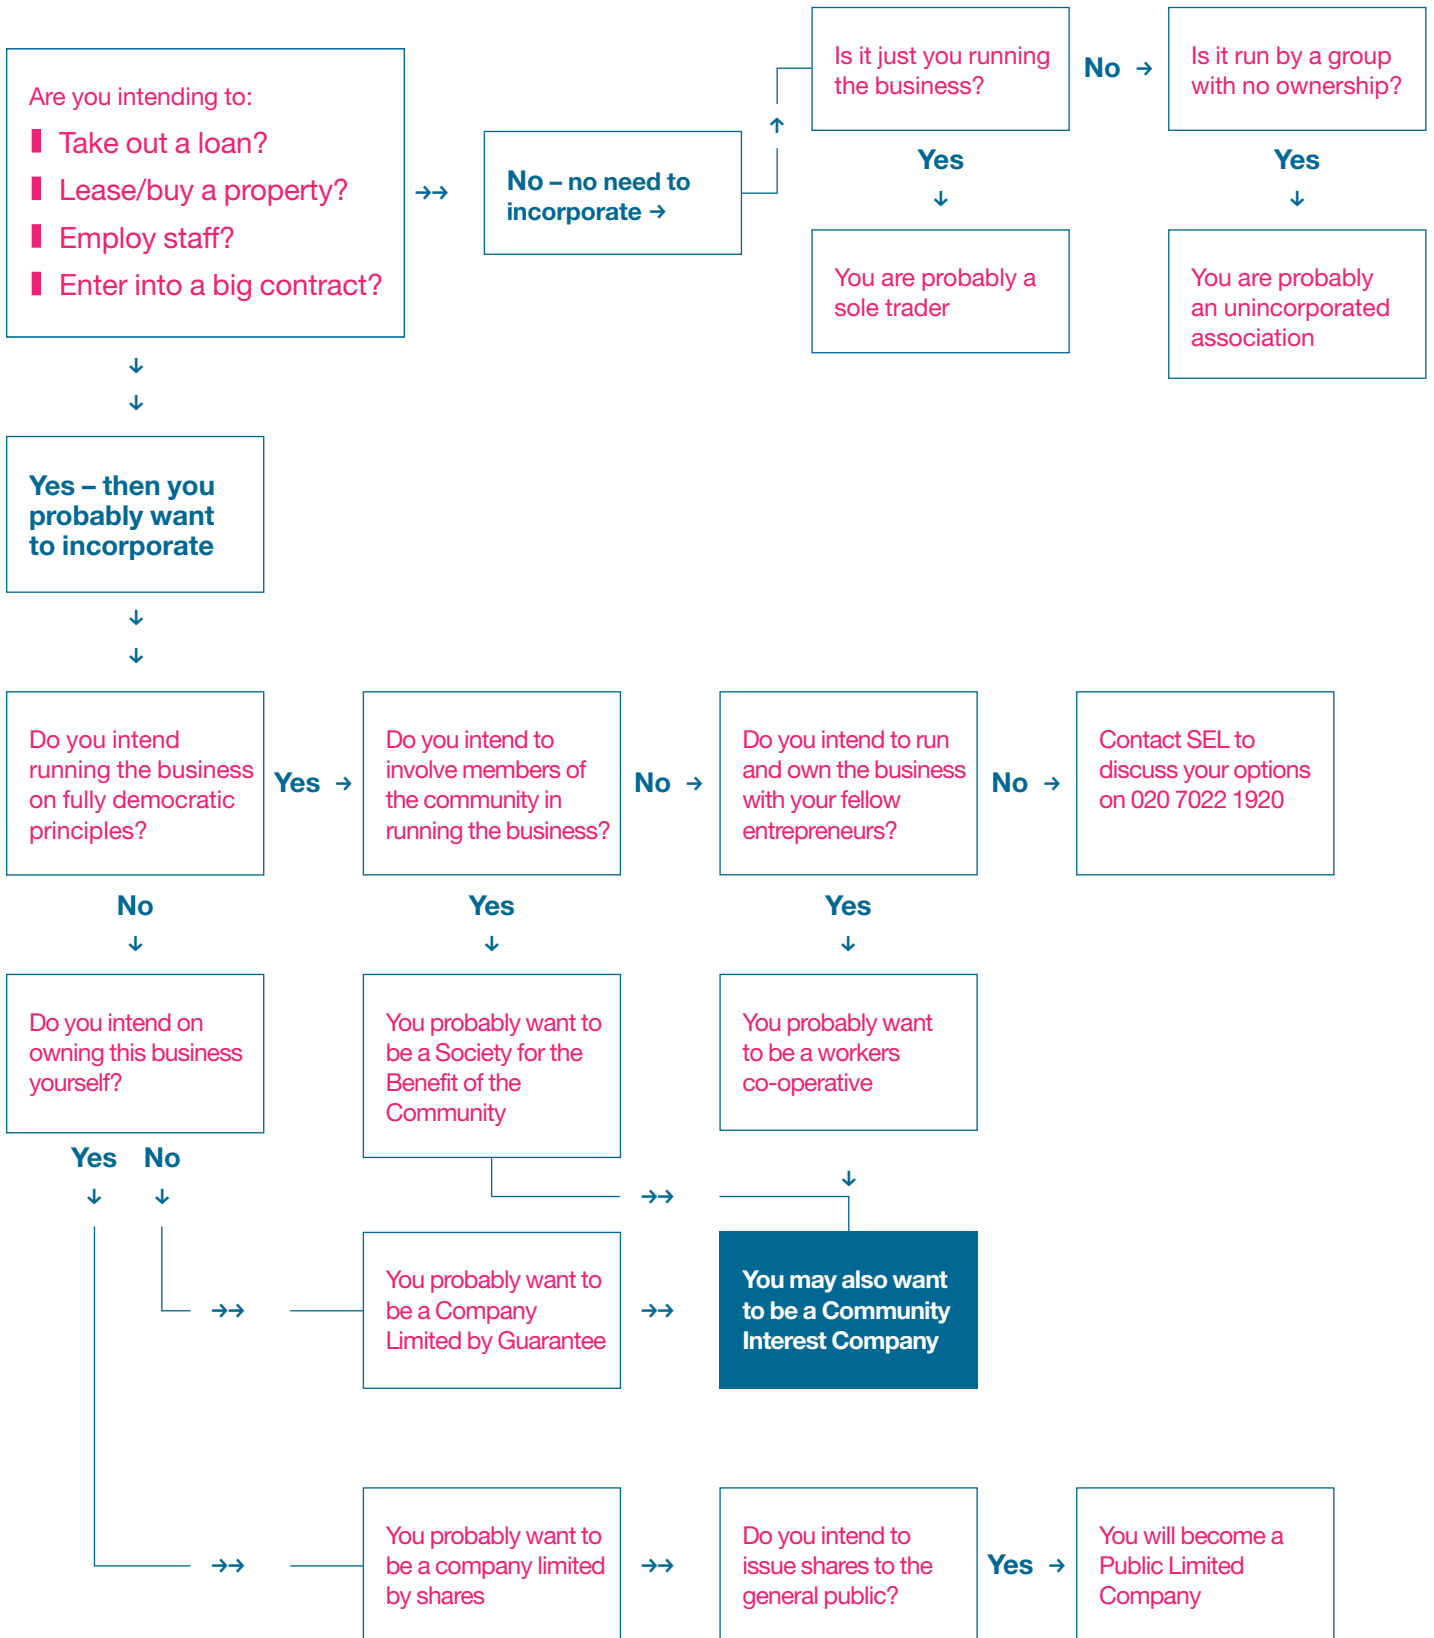 Are you intending to:
Take out a loan?
Lease/buy a property?
Employ staff?
Enter into a big contract?
→→
No – no need to
incorporate →
↑
Is it just you running
the business?
No →
Is it run by a group
with no ownership?
Yes
↓
Yes
↓
You are probably a
sole trader
You are probably
an unincorporated
association
↓
↓
Yes – then you
probably want
to incorporate
↓
↓
Do you intend
running the business
on fully democratic
principles?
Yes →
Do you intend to
involve members of
the community in
running the business?
No →
Do you intend to run
and own the business
with your fellow
entrepreneurs?
No →
Contact SEL to
discuss your options
on 020 7022 1920
No
↓
Yes
↓
Yes
↓
Do you intend on
owning this business
yourself?
You probably want to
be a Society for the
Benefit of the
Community
You probably want
to be a workers
co-operative
Yes No
↓ ↓
→→
↓
→→
You probably want to
be a Company
Limited by Guarantee
→→
You may also want
to be a Community
Interest Company
→→
You probably want to
be a company limited
by shares
→→
Do you intend to
issue shares to the
general public?
Yes →
You will become a
Public Limited
Company